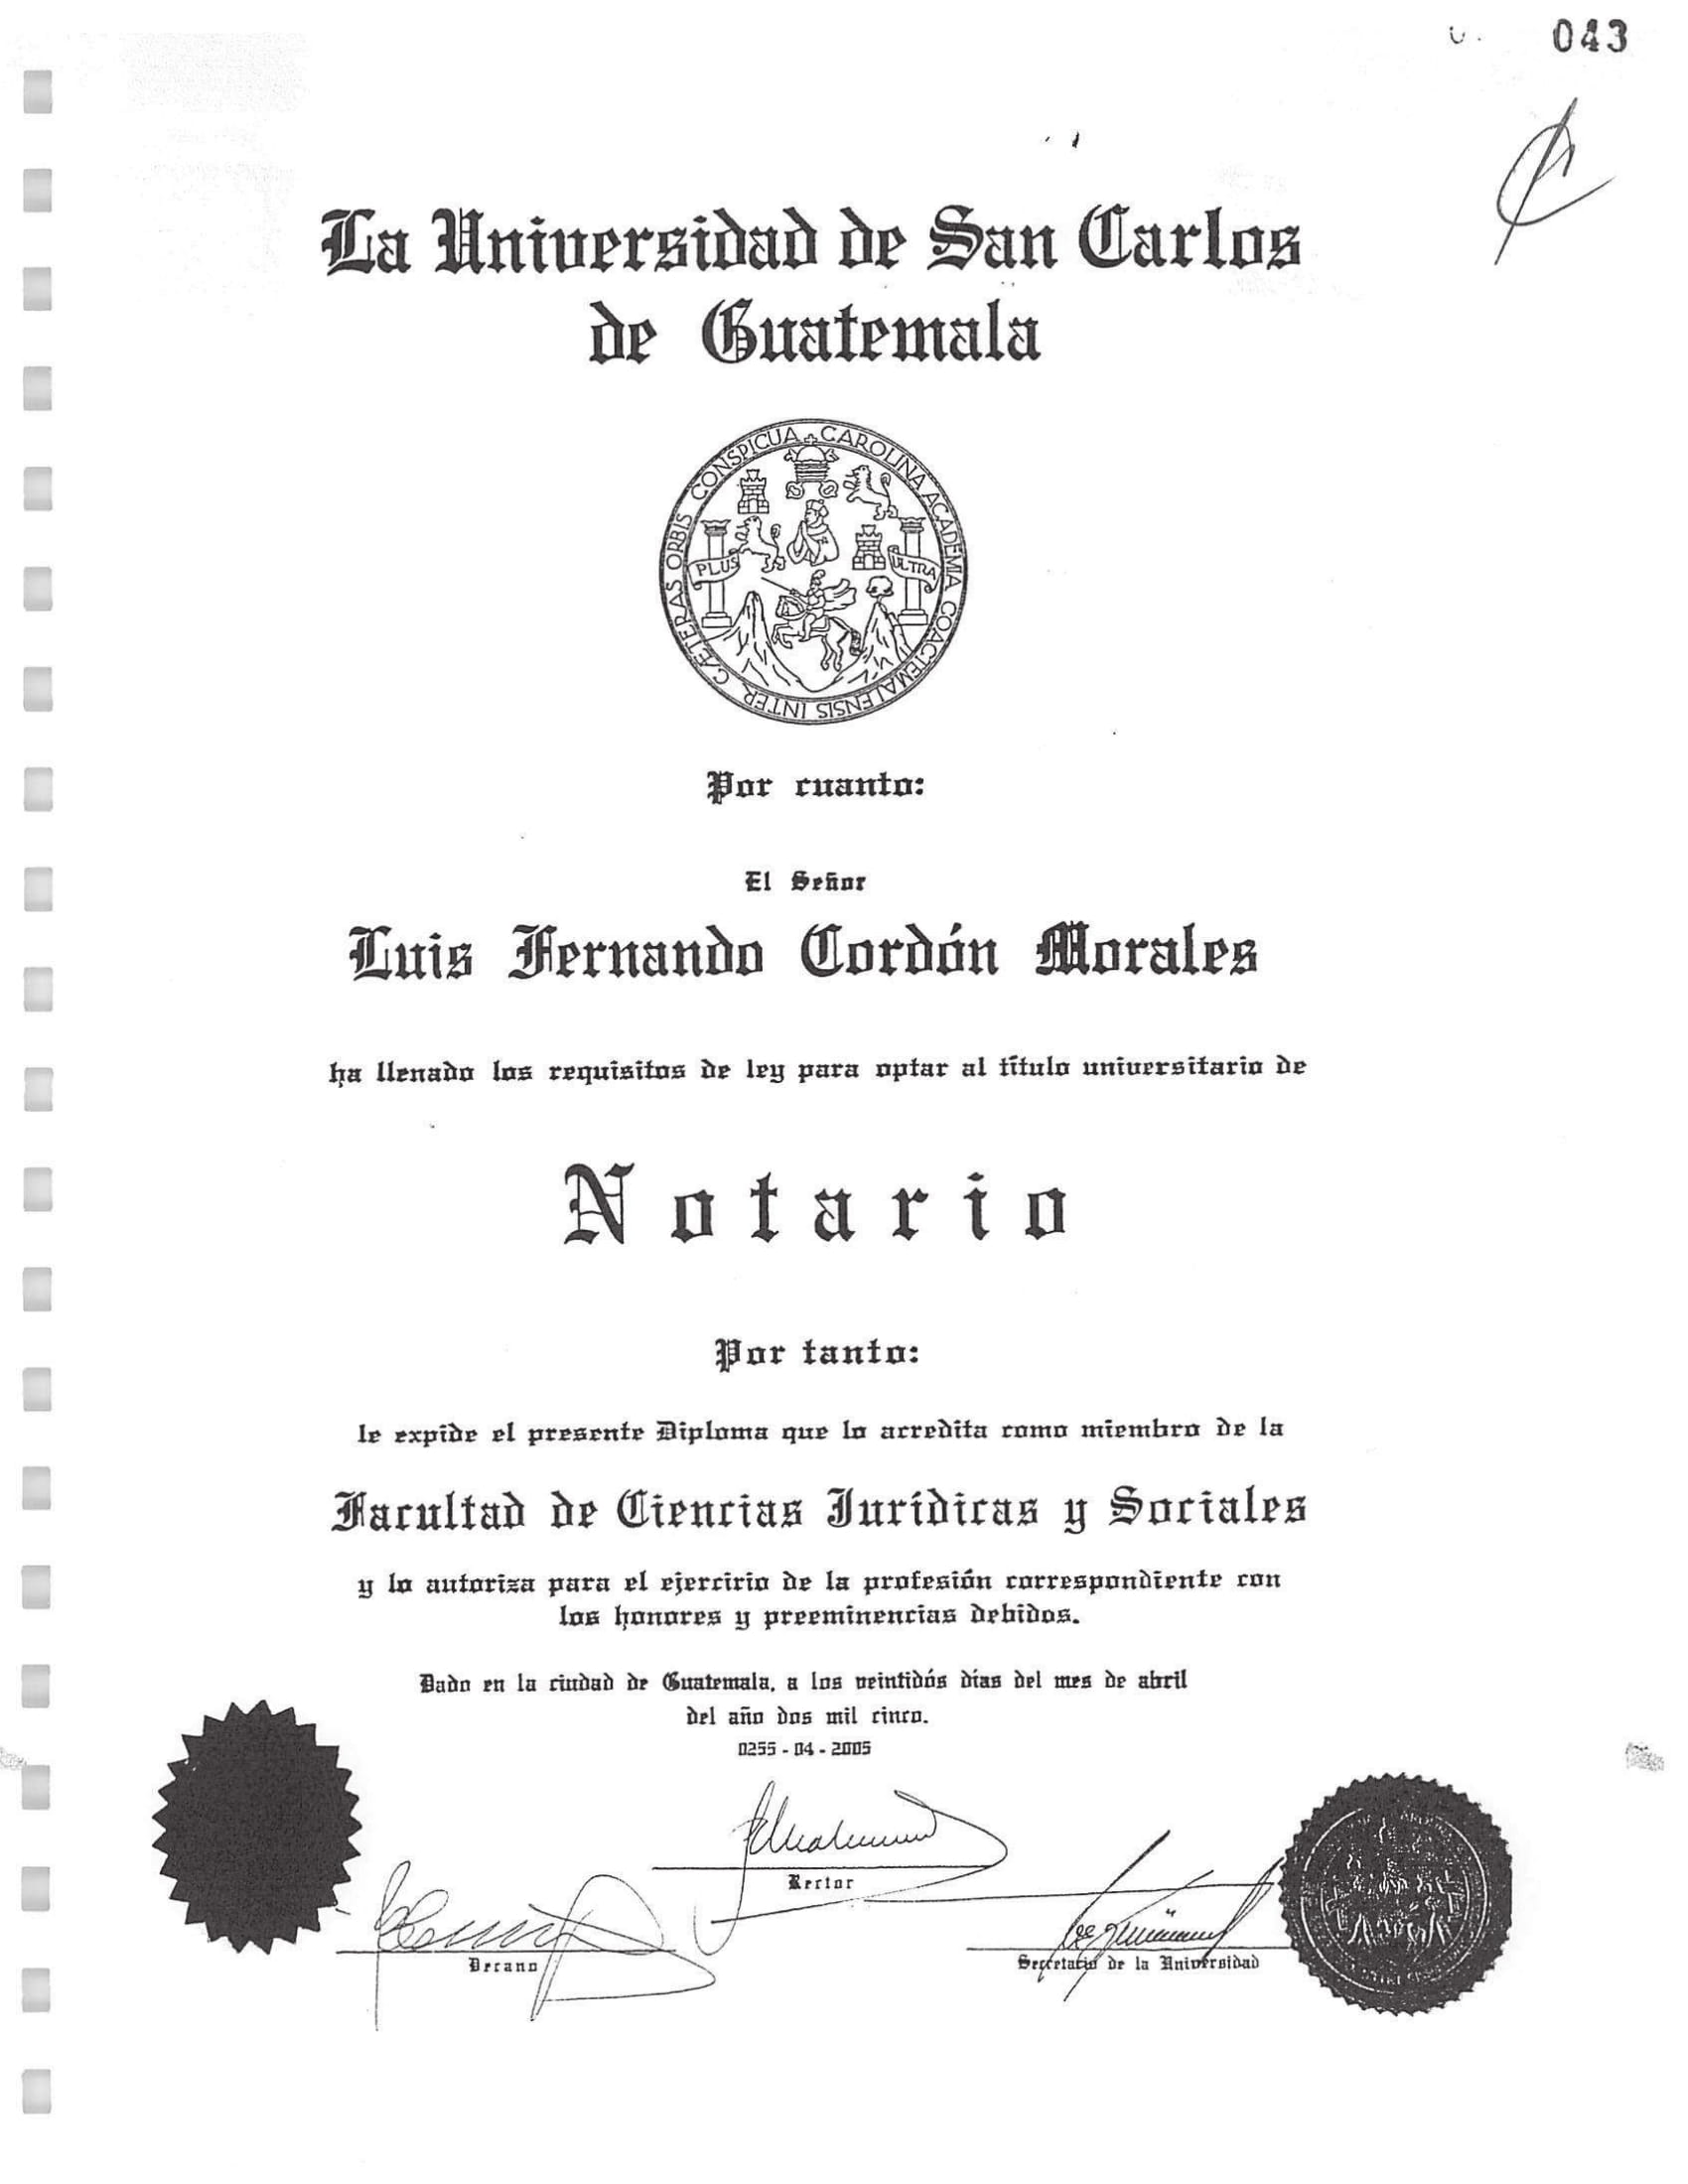 043
La Universidad de San Carlos
de Guatemala
CAROLINA ACADEMIA COACTEMALENSIS INTER CÆTERAS ORBIS CONSPICUA
PLUS ULTRA
Por cuanto:
El Señor
Luis Fernando Cordón Morales
ha llenado los requisitos de ley para optar al título universitario de
Notario
Por tanto:
le expide el presente Diploma que lo acredita como miembro de la
Facultad de Ciencias Jurídicas y Sociales
y lo autoriza para el ejercicio de la profesión correspondiente con
los honores y preeminencias debidos.
Dado en la ciudad de Guatemala, a los veintidós días del mes de abril
del año dos mil cinco.
0255 - 04 - 2005
Rector
Decano
Secretario de la Universidad